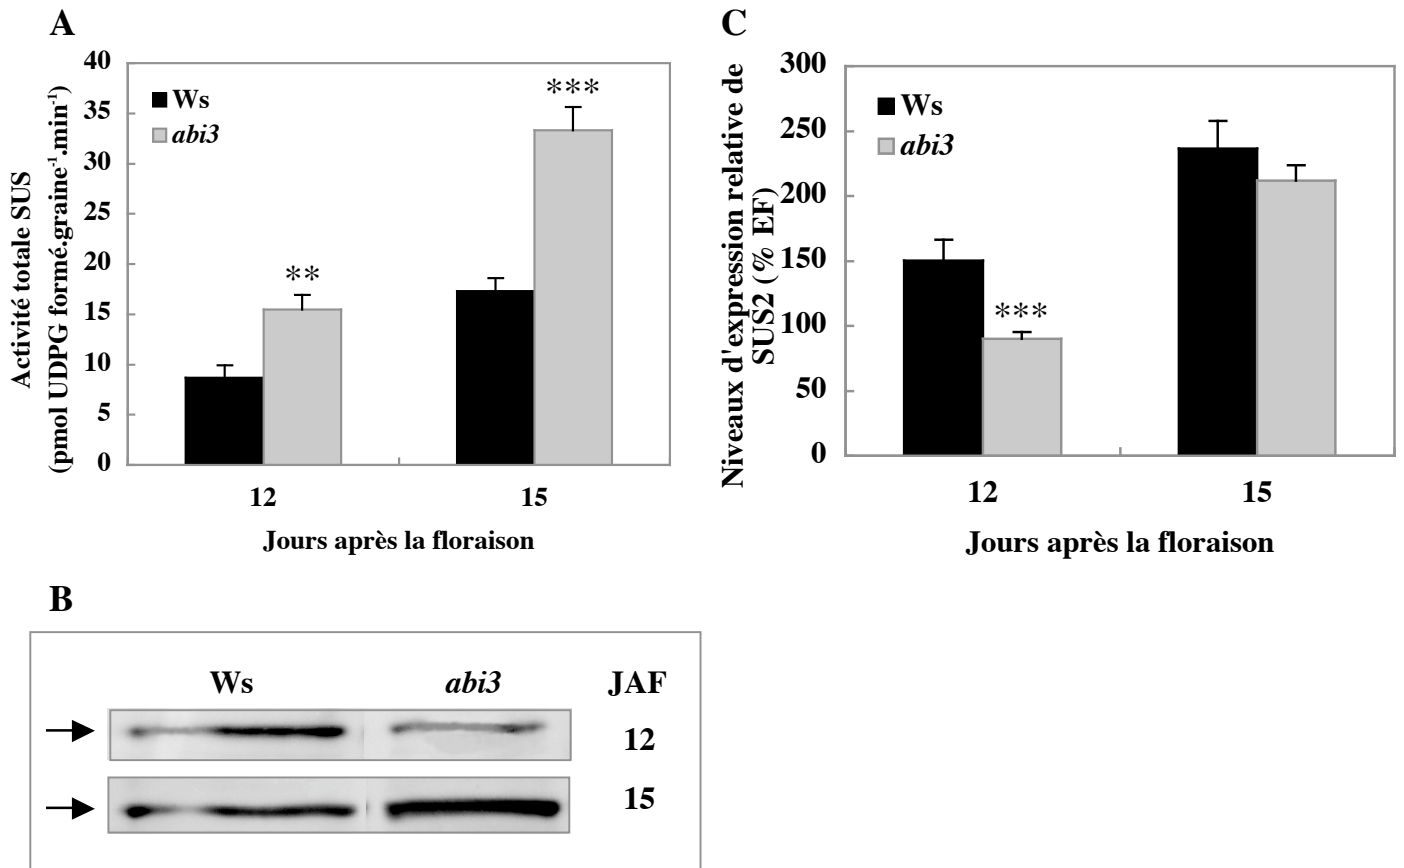 A
Activité totale SUS
(pmol UDPG formé.graine⁻¹.min⁻¹)
40
35
30
25
20
15
10
5
0
Ws
abi3
**
***
12
15
Jours après la floraison
C
Niveaux d'expression relative de
SUS2 (% EF)
300
250
200
150
100
50
0
Ws
abi3
***
12
15
Jours après la floraison
B
Ws abi3 JAF
12
15